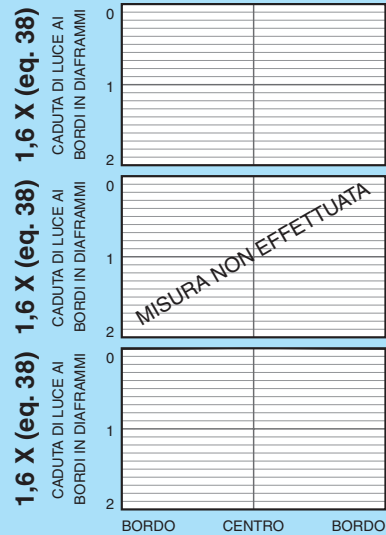 1,6 X (eq. 38)
CADUTA DI LUCE AI
BORDI IN DIAFRAMMI
0
1
2
1,6 X (eq. 38)
CADUTA DI LUCE AI
BORDI IN DIAFRAMMI
0
1
2
MISURA NON EFFETTUATA
1,6 X (eq. 38)
CADUTA DI LUCE AI
BORDI IN DIAFRAMMI
0
1
2
BORDO CENTRO BORDO